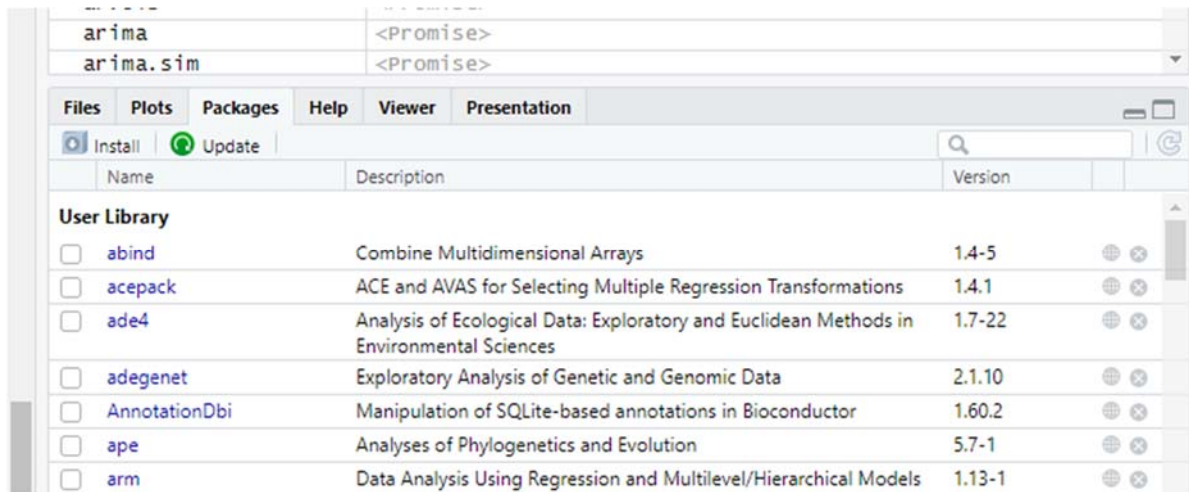 arima <Promise>
arima.sim <Promise>
Files Plots Packages Help Viewer Presentation
Install Update
Name Description Version
User Library
abind Combine Multidimensional Arrays 1.4-5
acepack ACE and AVAS for Selecting Multiple Regression Transformations 1.4.1
ade4 Analysis of Ecological Data: Exploratory and Euclidean Methods in 1.7-22
Environmental Sciences
adegenet Exploratory Analysis of Genetic and Genomic Data 2.1.10
AnnotationDbi Manipulation of SQLite-based annotations in Bioconductor 1.60.2
ape Analyses of Phylogenetics and Evolution 5.7-1
arm Data Analysis Using Regression and Multilevel/Hierarchical Models 1.13-1